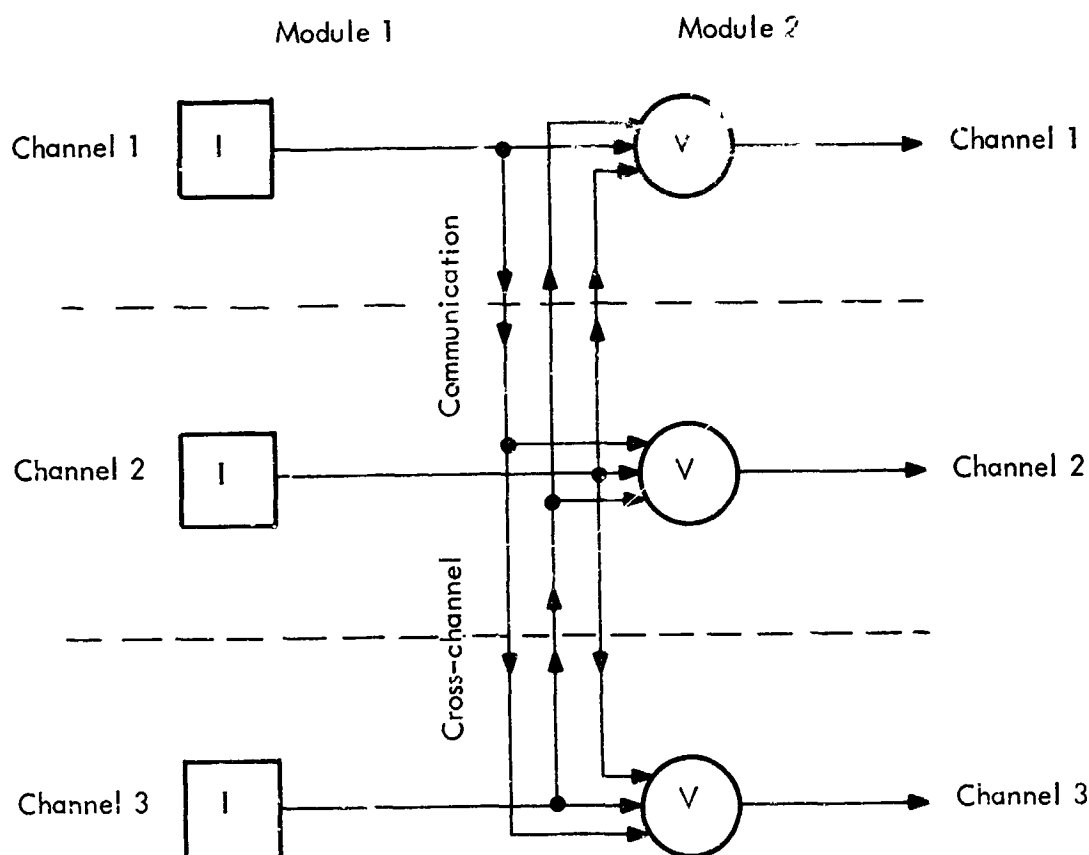 Module 1
Module 2
Channel 1
I
V
Channel 1
Communication
Channel 2
I
V
Channel 2
Cross-channel
Channel 3
I
V
Channel 3